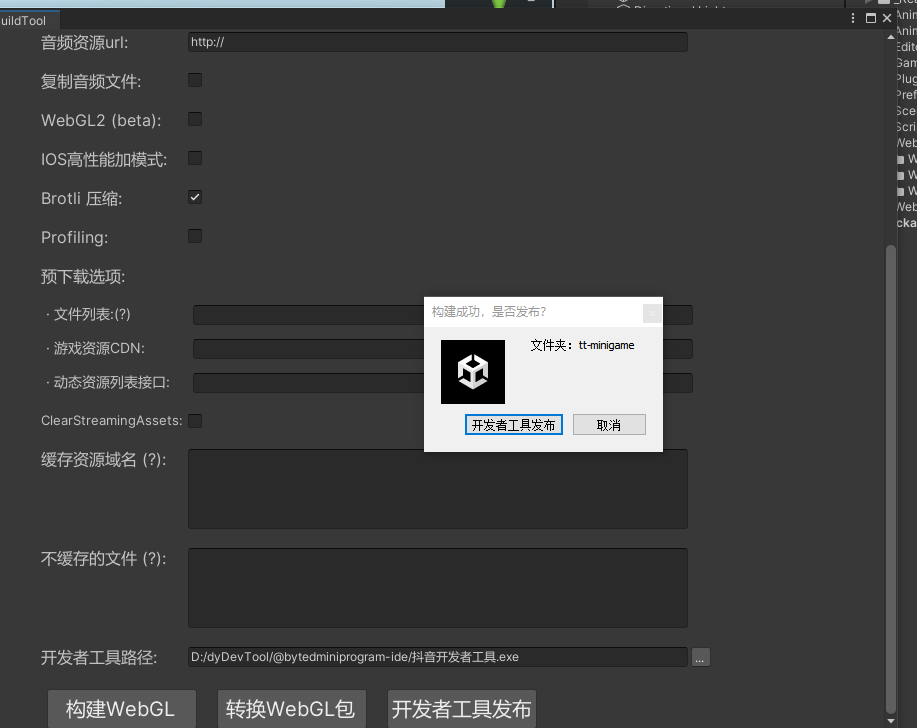 uildTool
音频资源url:
http://
复制音频文件:
WebGL2 (beta):
IOS高性能加模式:
Brotli 压缩:
Profiling:
预下载选项:
· 文件列表:(?)
· 游戏资源CDN:
· 动态资源列表接口:
ClearStreamingAssets:
缓存资源域名 (?):
不缓存的文件 (?):
开发者工具路径:
D:/dyDevTool/@bytedminiprogram-ide/抖音开发者工具.exe
...
构建WebGL
转换WebGL包
开发者工具发布
构建成功，是否发布?
文件夹：tt-minigame
开发者工具发布
取消
Anim
Anim
Edit
Gam
Plug
Pref
Sce
Scri
Web
W
W
W
Web
cka